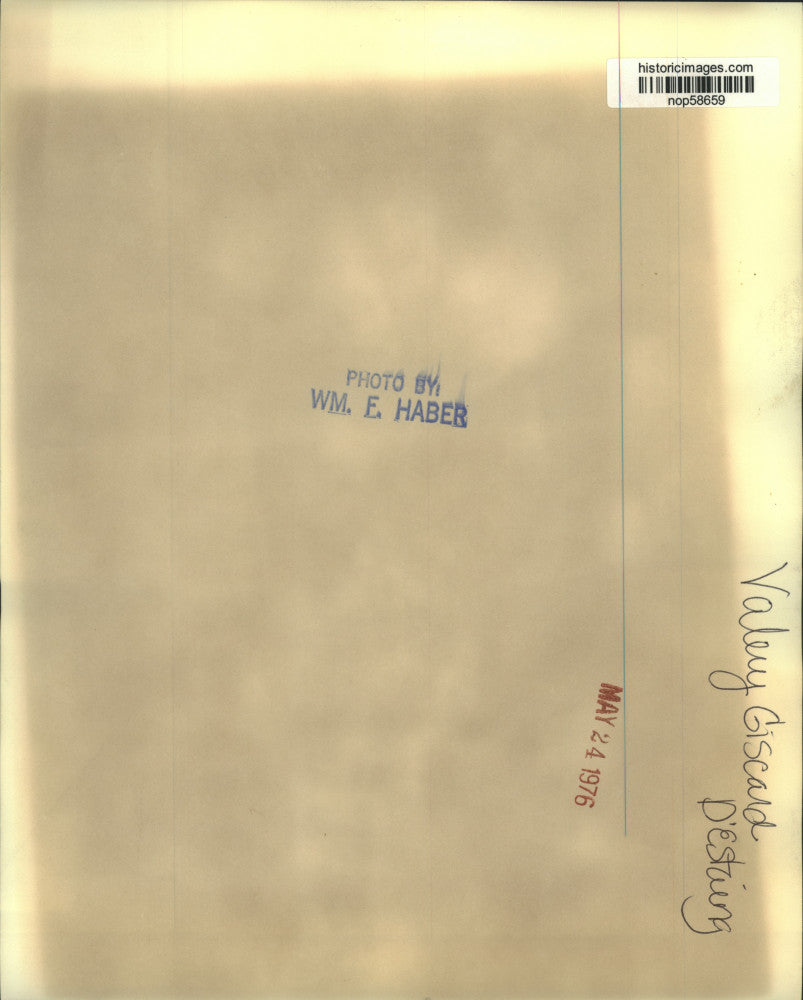 historicimages.com
nop58659
PHOTO BY:
WM. F. HABER
MAY 24 1976
Valery Giscard
D'Estaing